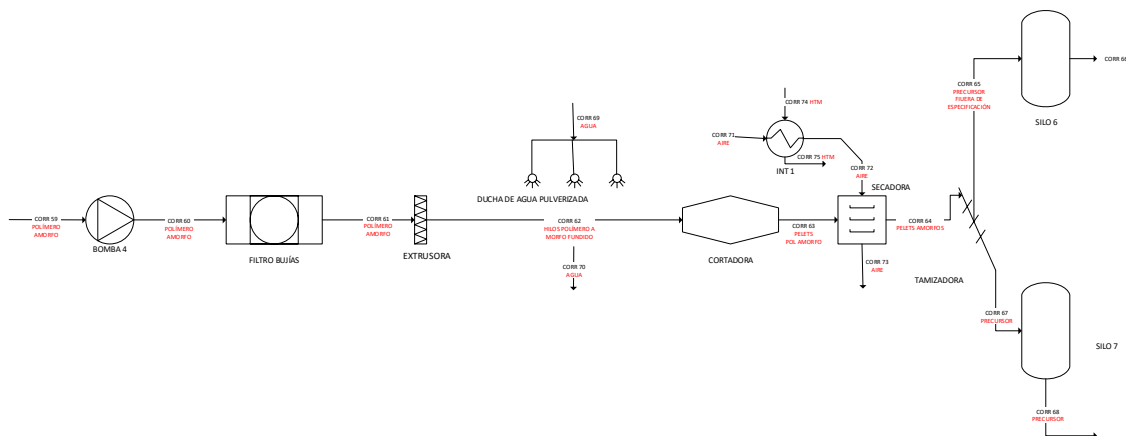 CORR 59
POLÍMERO
AMORFO
BOMBA 4
CORR 60
POLÍMERO
AMORFO
FILTRO BUJÍAS
CORR 61
POLÍMERO
AMORFO
EXTRUSORA
CORR 69
AGUA
DUCHA DE AGUA PULVERIZADA
CORR 62
HILOS POLÍMERO A
MORFO FUNDIDO
CORR 70
AGUA
CORTADORA
CORR 63
PELETS
POL AMORFO
CORR 74 HTM
CORR 71
AIRE
CORR 75 HTM
INT 1
CORR 72
AIRE
SECADORA
CORR 73
AIRE
CORR 64
PELETS AMORFOS
TAMIZADORA
CORR 65
PRECURSOR
FIUERA DE
ESPECIFICACIÓN
SILO 6
CORR 66
CORR 67
PRECURSOR
SILO 7
CORR 68
PRECURSOR